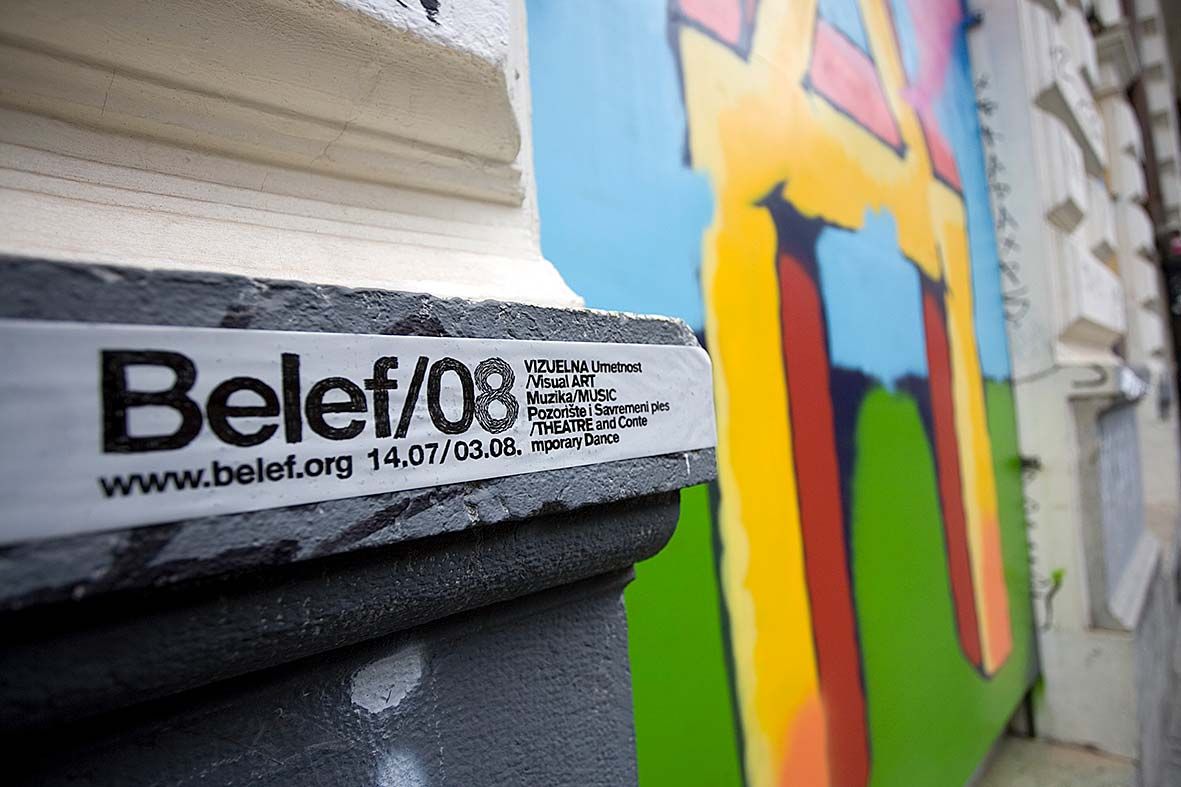 Belef/08
www.belef.org 14.07/03.08.
VIZUELNA Umetnost
/Visual ART
Muzika/MUSIC
Pozorište i Savremeni ples
/THEATRE and Conte
mporary Dance